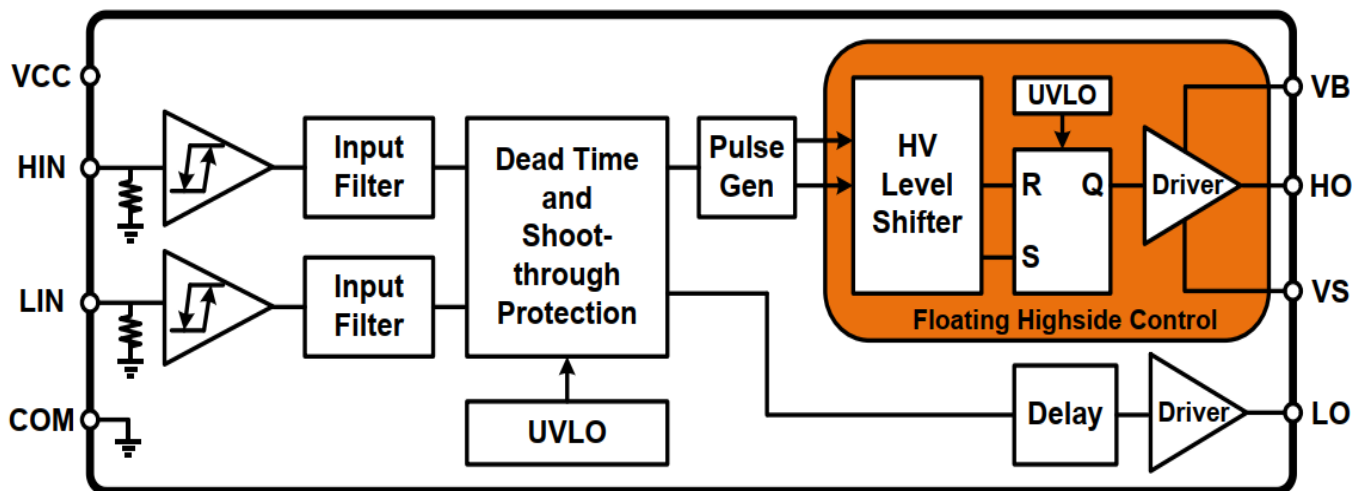 VCC
HIN
LIN
COM
Input
Filter
Input
Filter
Dead Time
and
Shoot-
through
Protection
UVLO
Pulse
Gen
HV
Level
Shifter
UVLO
R
Q
S
Driver
Floating Highside Control
Delay
Driver
VB
HO
VS
LO